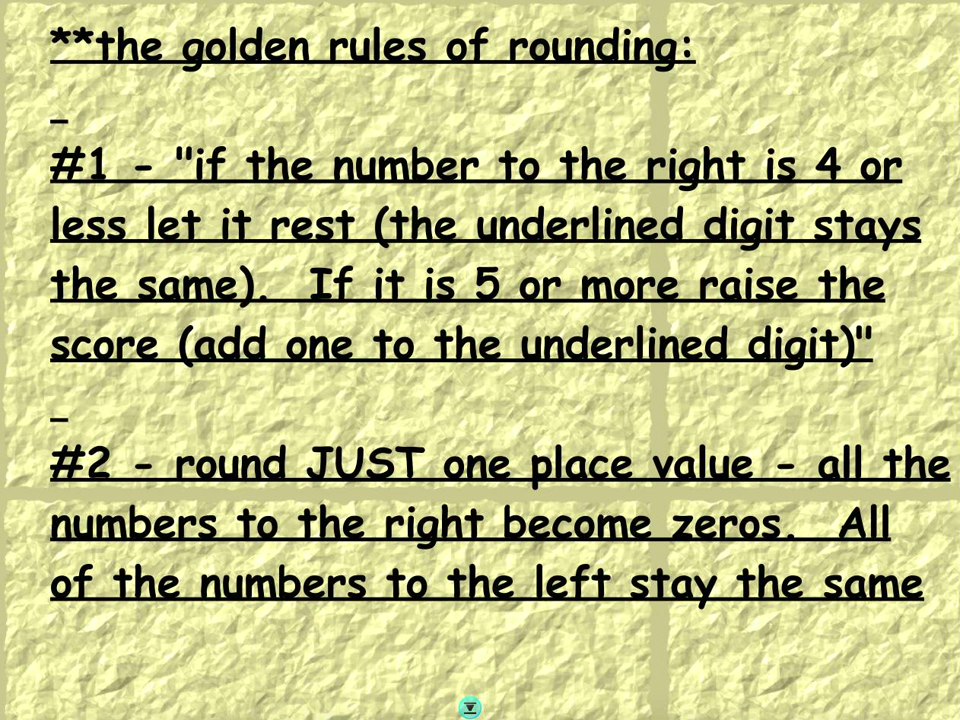 **the golden rules of rounding:
#1 - "if the number to the right is 4 or
less let it rest (the underlined digit stays
the same).  If it is 5 or more raise the
score (add one to the underlined digit)"
#2 - round JUST one place value - all the
numbers to the right become zeros.  All
of the numbers to the left stay the same